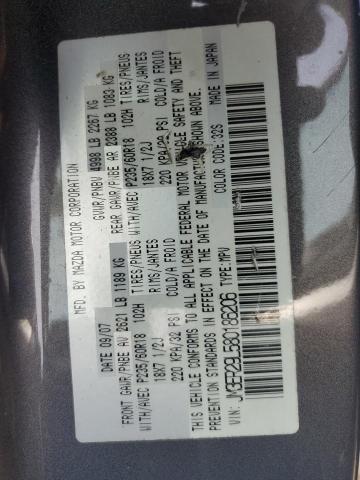 MFD. BY MAZDA MOTOR CORPORATION
DATE 09/07 GVWR/PNBV 4998 LB 2267 KG
FRONT GAWR/PNBE AV 2621 LB 1189 KG REAR GAWR/PNBE AR 2388 LB 1083 KG
WITH/AVEC P235/60R18 102H TIRES/PNEUS WITH/AVEC P235/60R18 102H TIRES/PNEUS
18X7 1/2J RIMS/JANTES 18X7 1/2J RIMS/JANTES
220 KPA/32 PSI COLD/A FROID 220 KPA/ PSI COLD/A FROID
THIS VEHICLE CONFORMS TO ALL APPLICABLE FEDERAL MOTOR VEHICLE SAFETY AND THEFT
PREVENTION STANDARDS IN EFFECT ON THE DATE OF MANUFACTURE SHOWN ABOVE.
COLOR CODE:32S MADE IN JAPAN
VIN: JM3ER29L580186206 TYPE:MPV